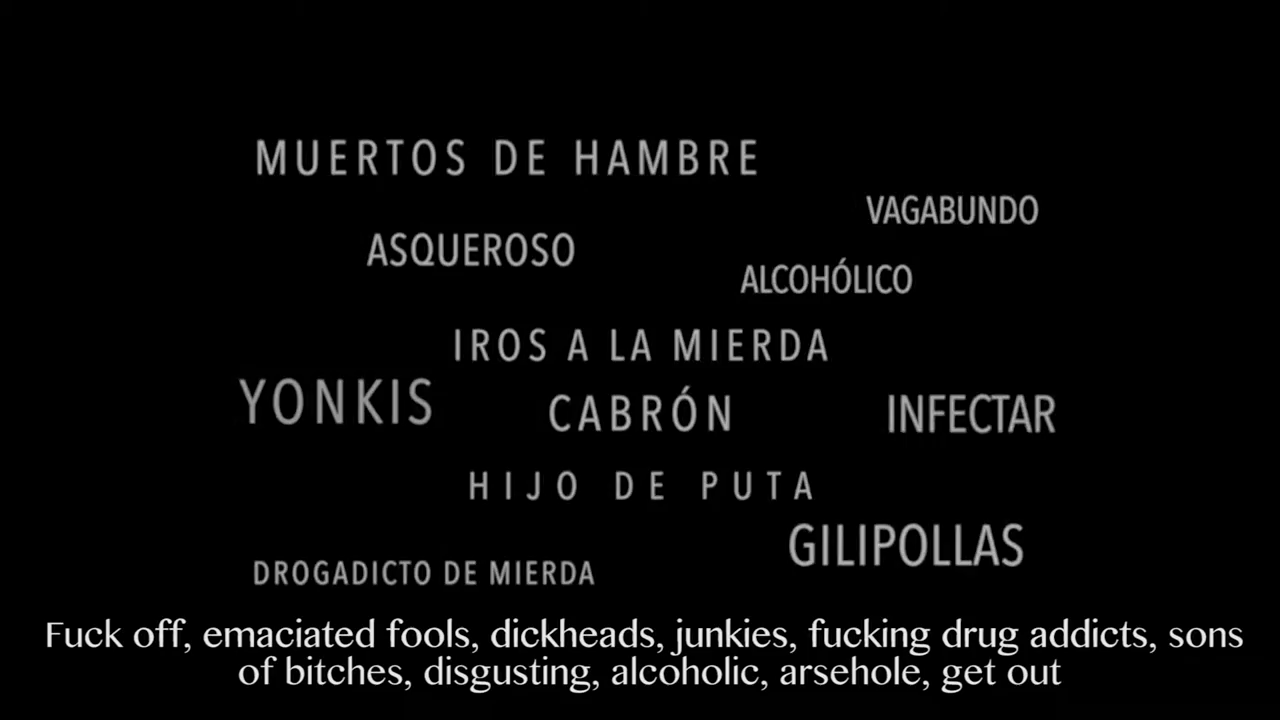 MUERTOS DE HAMBRE
VAGABUNDO
ASQUEROSO
ALCOHÓLICO
IROS A LA MIERDA
YONKIS
CABRÓN
INFECTAR
HIJO DE PUTA
GILIPOLLAS
DROGADICTO DE MIERDA
Fuck off, emaciated fools, dickheads, junkies, fucking drug addicts, sons
of bitches, disgusting, alcoholic, arsehole, get out